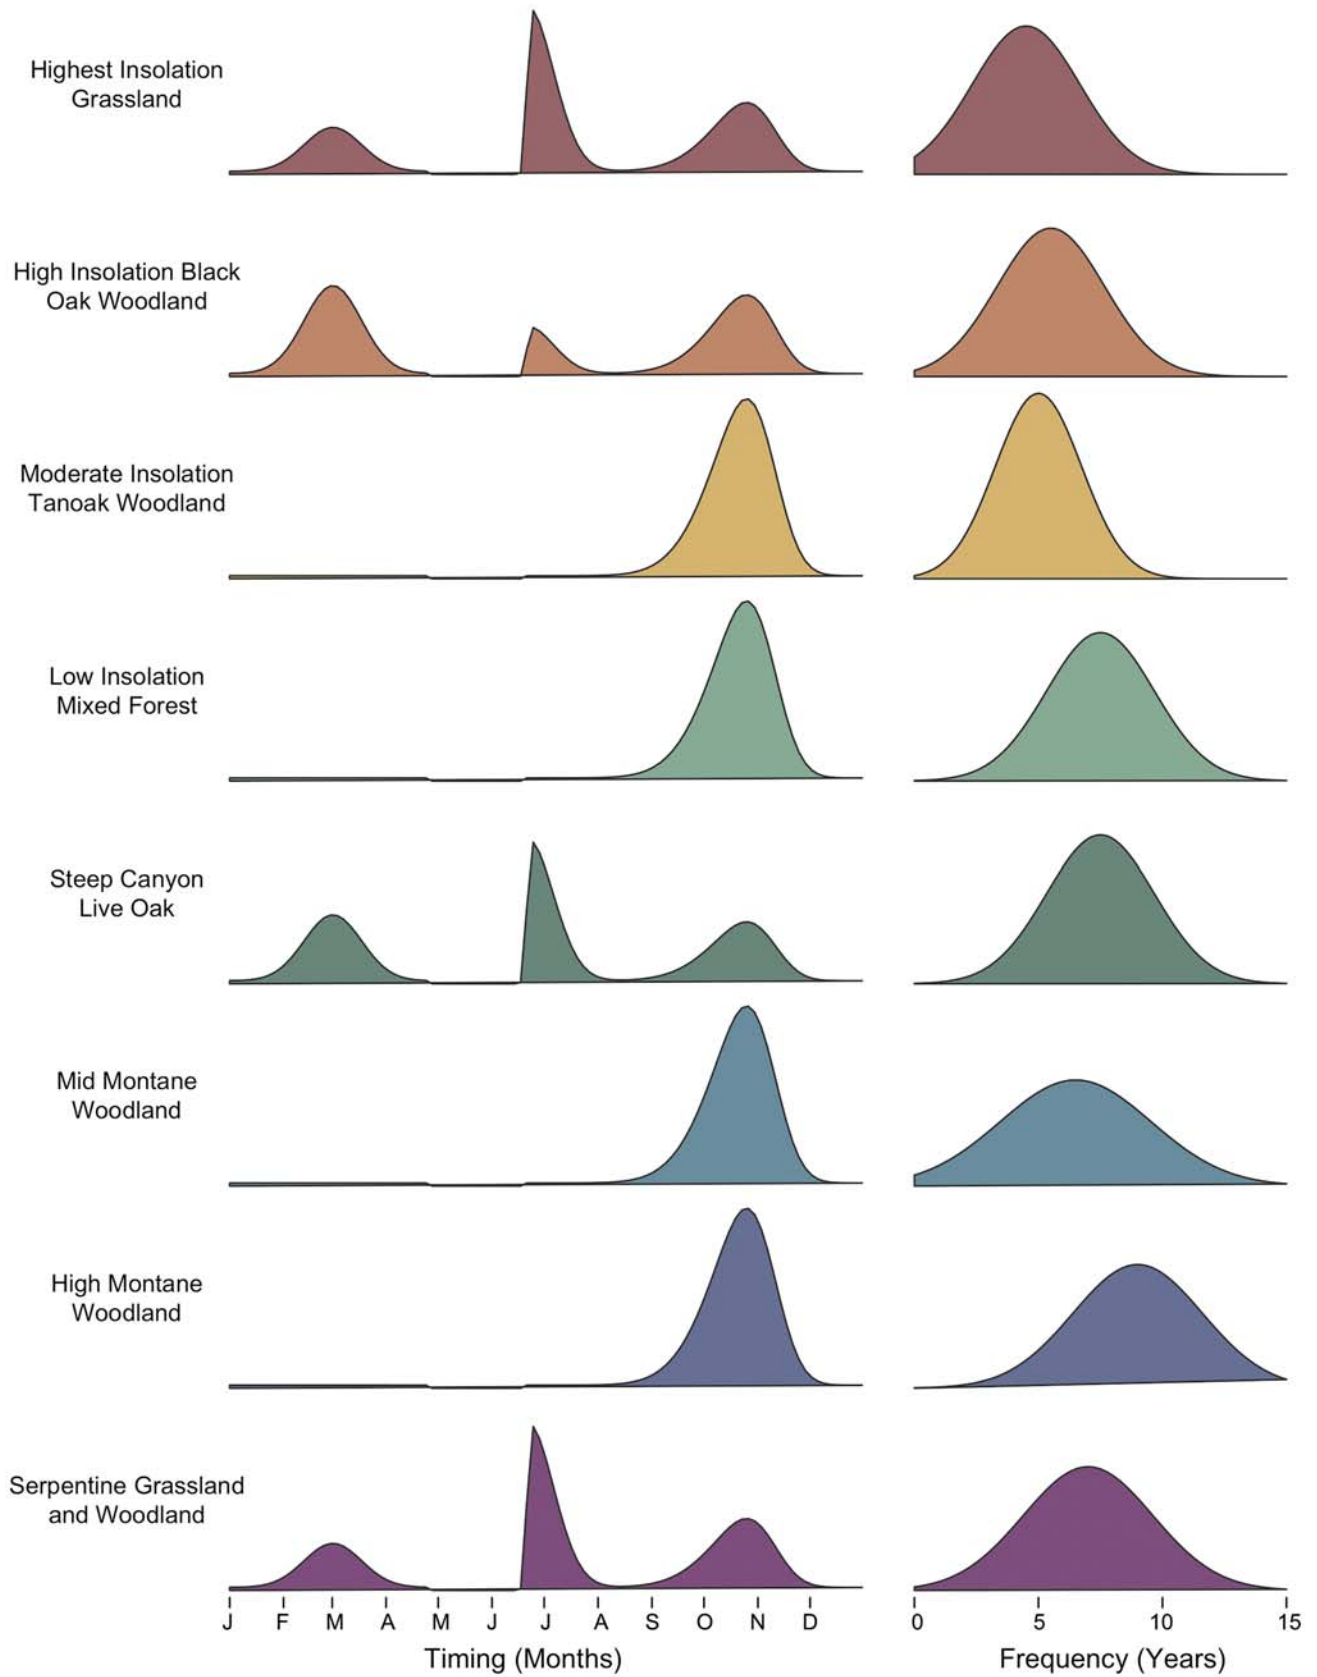 Highest Insolation
Grassland
High Insolation Black
Oak Woodland
Moderate Insolation
Tanoak Woodland
Low Insolation
Mixed Forest
Steep Canyon
Live Oak
Mid Montane
Woodland
High Montane
Woodland
Serpentine Grassland
and Woodland
J F M A M J J A S O N D
0 5 10 15
Timing (Months)
Frequency (Years)